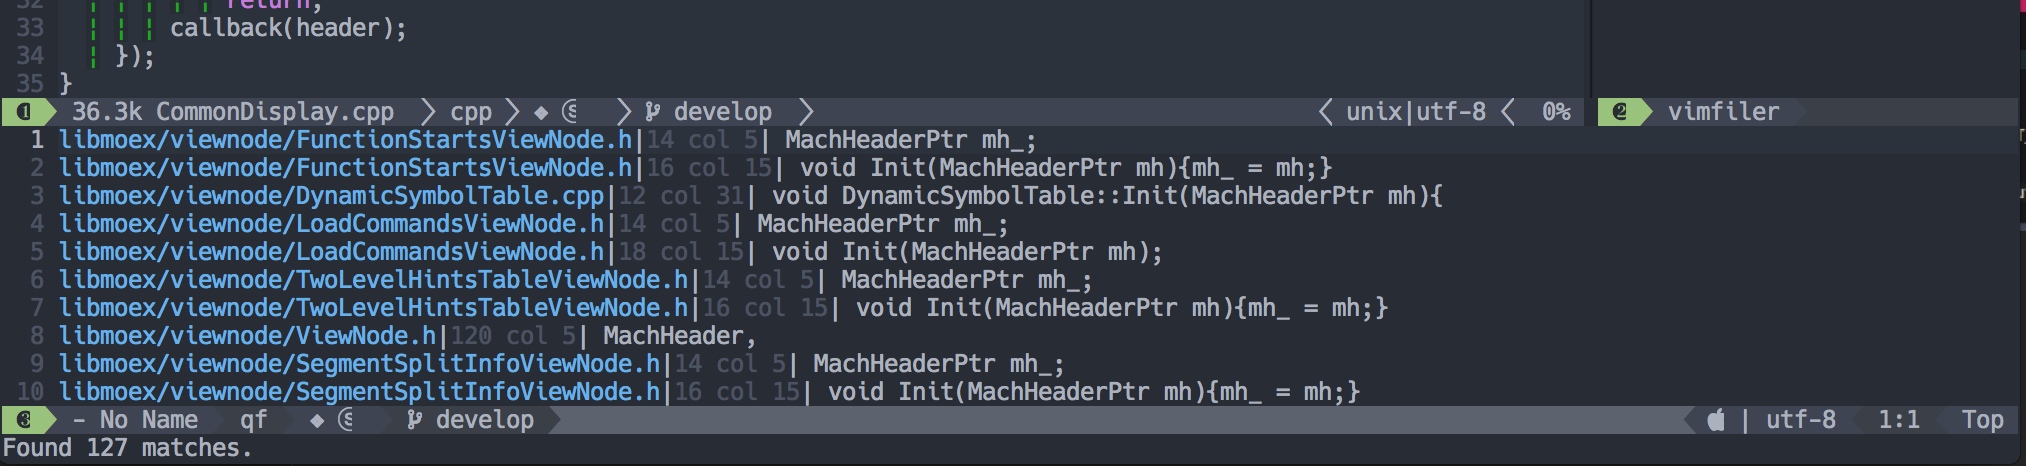 32 return;
33 callback(header);
34 });
35 }
❶ 36.3k CommonDisplay.cpp cpp ◆ Ⓢ develop unix|utf-8 0% ❷ vimfiler
1 libmoex/viewnode/FunctionStartsViewNode.h|14 col 5| MachHeaderPtr mh_;
2 libmoex/viewnode/FunctionStartsViewNode.h|16 col 15| void Init(MachHeaderPtr mh){mh_ = mh;}
3 libmoex/viewnode/DynamicSymbolTable.cpp|12 col 31| void DynamicSymbolTable::Init(MachHeaderPtr mh){
4 libmoex/viewnode/LoadCommandsViewNode.h|14 col 5| MachHeaderPtr mh_;
5 libmoex/viewnode/LoadCommandsViewNode.h|18 col 15| void Init(MachHeaderPtr mh);
6 libmoex/viewnode/TwoLevelHintsTableViewNode.h|14 col 5| MachHeaderPtr mh_;
7 libmoex/viewnode/TwoLevelHintsTableViewNode.h|16 col 15| void Init(MachHeaderPtr mh){mh_ = mh;}
8 libmoex/viewnode/ViewNode.h|120 col 5| MachHeader,
9 libmoex/viewnode/SegmentSplitInfoViewNode.h|14 col 5| MachHeaderPtr mh_;
10 libmoex/viewnode/SegmentSplitInfoViewNode.h|16 col 15| void Init(MachHeaderPtr mh){mh_ = mh;}
❸ - No Name qf ◆ Ⓢ develop | utf-8 1:1 Top
Found 127 matches.